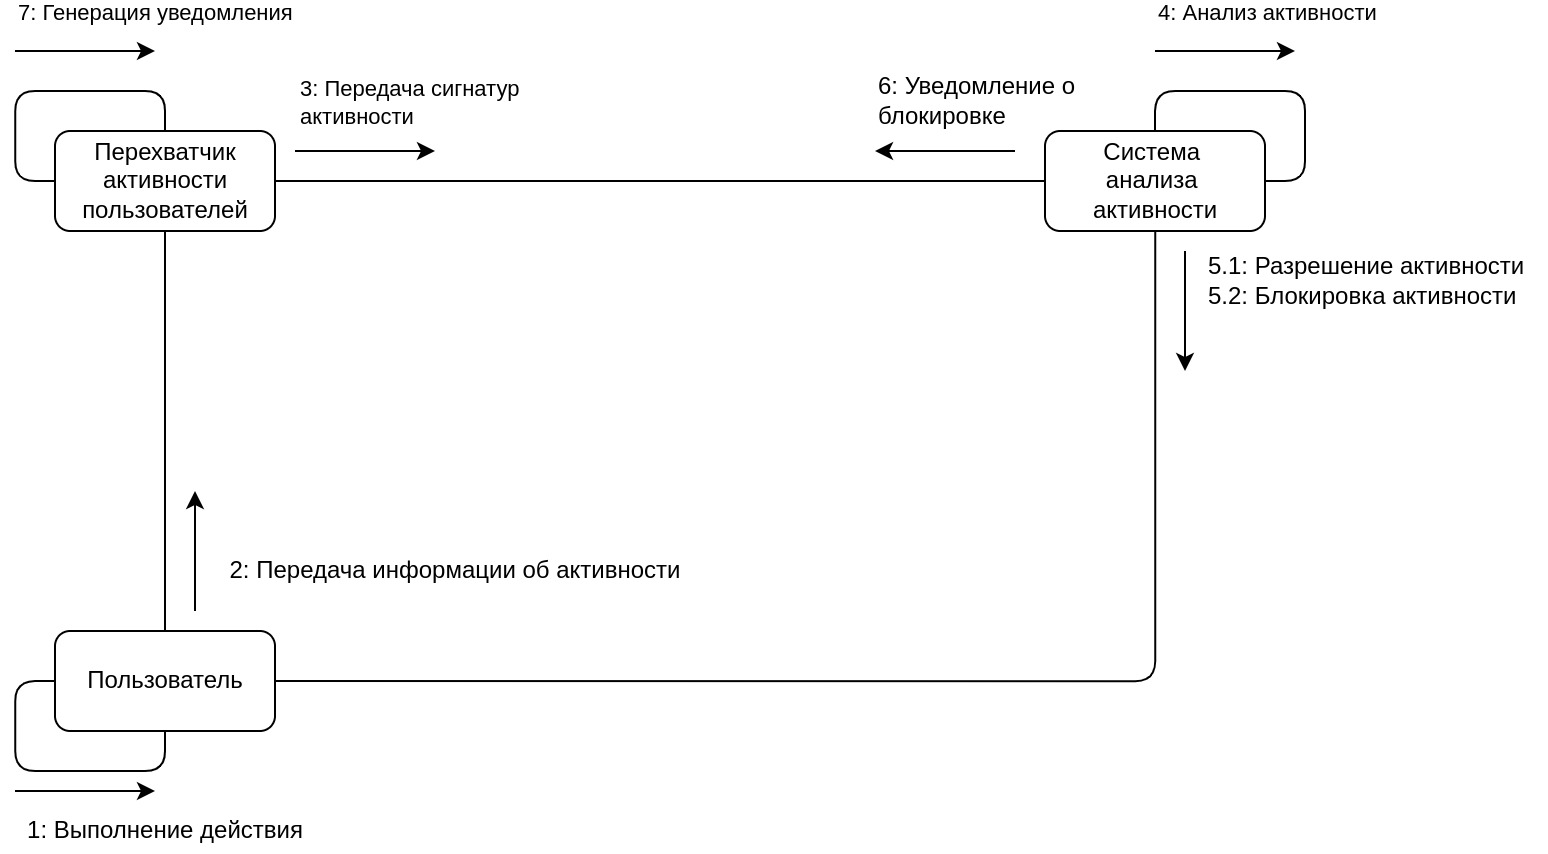 7: Генерация уведомления
4: Анализ активности
3: Передача сигнатур
активности
6: Уведомление о
блокировке
Перехватчик
активности
пользователей
Система
анализа
активности
5.1: Разрешение активности
5.2: Блокировка активности
2: Передача информации об активности
Пользователь
1: Выполнение действия